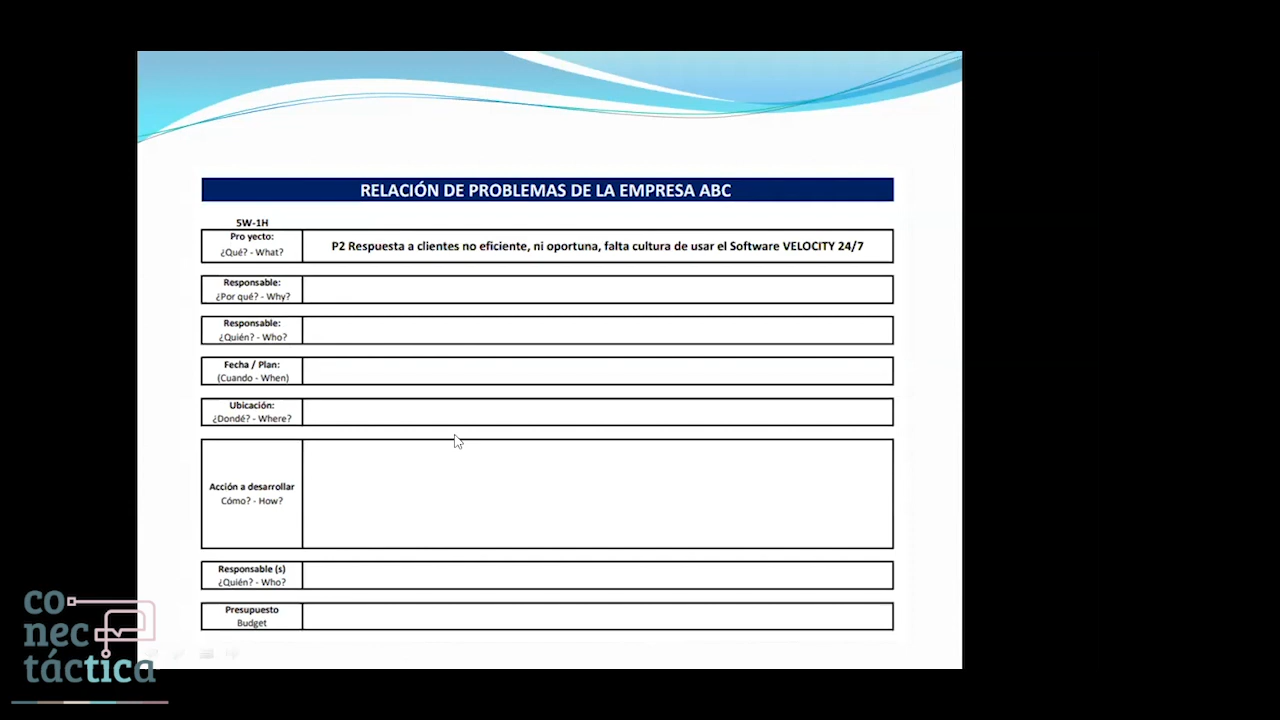 RELACIÓN DE PROBLEMAS DE LA EMPRESA ABC
5W-1H
Pro yecto:
¿Qué? - What?
P2 Respuesta a clientes no eficiente, ni oportuna, falta cultura de usar el Software VELOCITY 24/7
Responsable:
¿Por qué? - Why?
Responsable:
¿Quién? - Who?
Fecha / Plan:
(Cuando - When)
Ubicación:
¿Dondé? - Where?
Acción a desarrollar
Cómo? - How?
Responsable (s)
¿Quién? - Who?
Presupuesto
Budget
co
nec
táctica